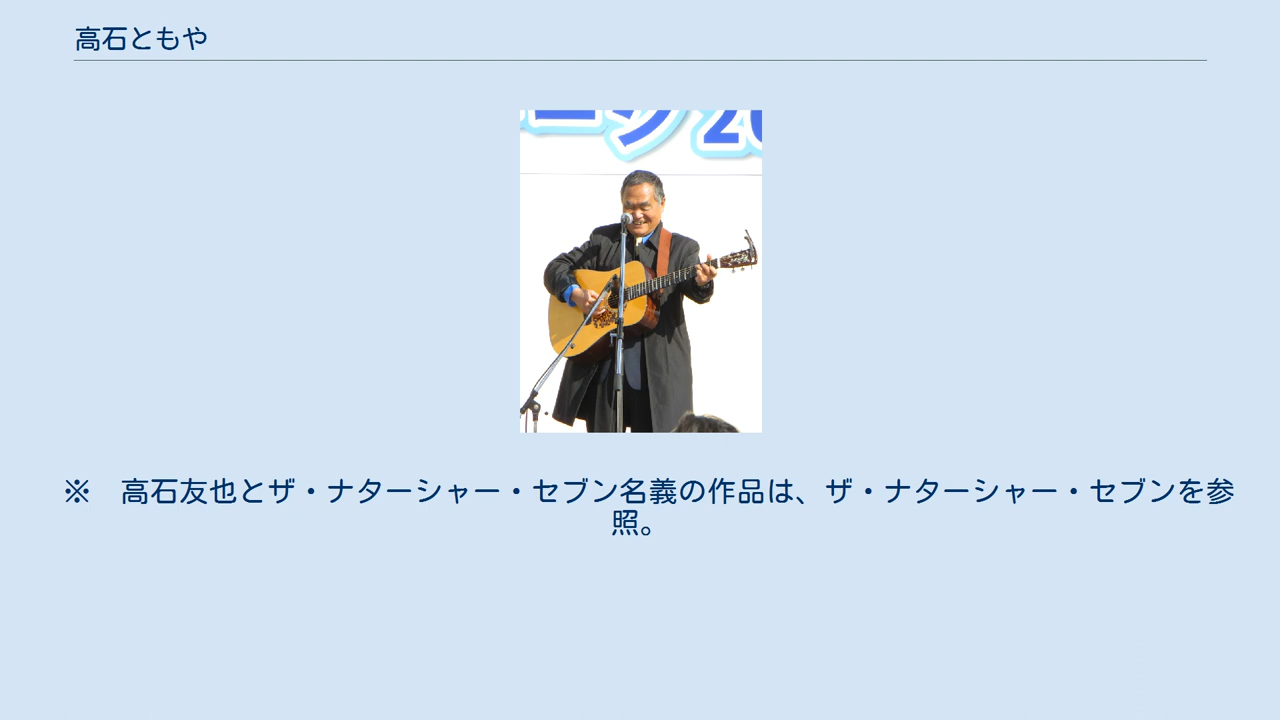 高石ともや
※　高石友也とザ・ナターシャー・セブン名義の作品は、ザ・ナターシャー・セブンを参
照。